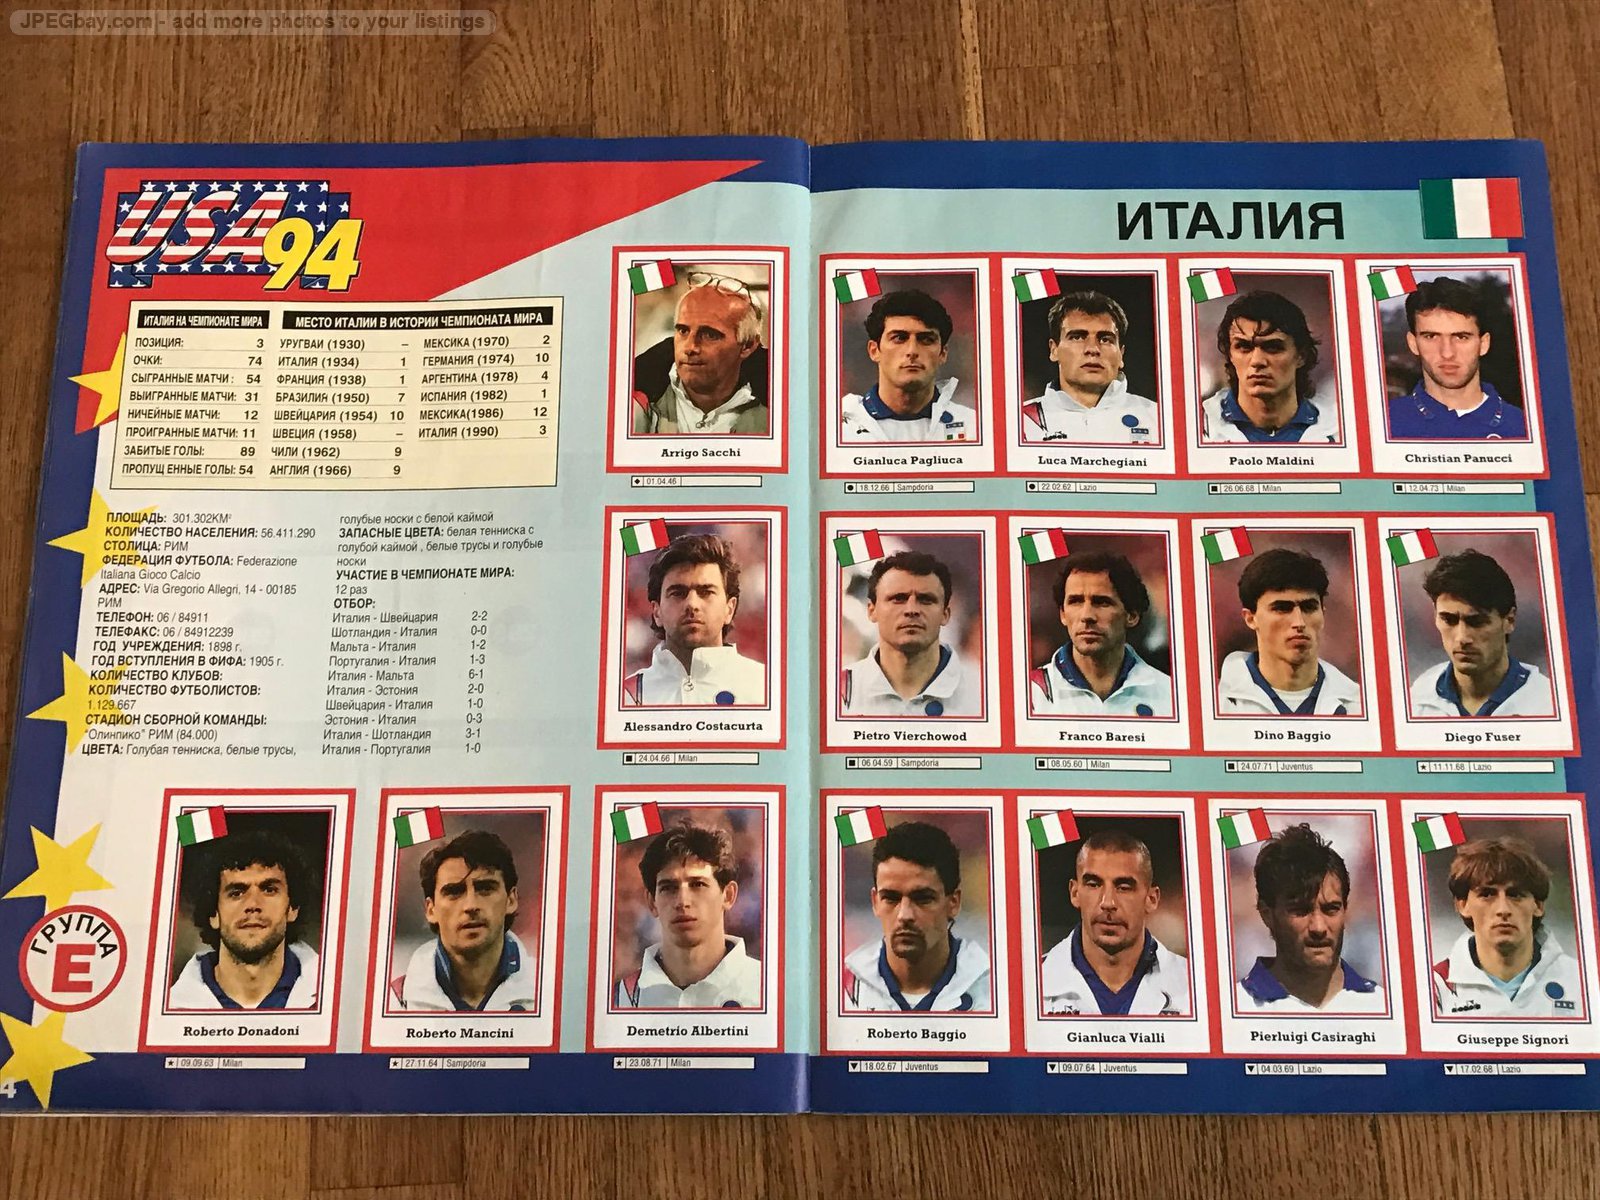 JPEGbay.com - add more photos to your listings
USA
94
ИТАЛИЯ
ИТАЛИЯ НА ЧЕМПИОНАТЕ МИРА
ПОЗИЦИЯ: 3
ОЧКИ: 74
СЫГРАННЫЕ МАТЧИ : 54
ВЫИГРАННЫЕ МАТЧИ: 31
НИЧЕЙНЫЕ МАТЧИ: 12
ПРОИГРАННЫЕ МАТЧИ: 11
ЗАБИТЫЕ ГОЛЫ: 89
ПРОПУЩ ЕННЫЕ ГОЛЫ: 54
МЕСТО ИТАЛИИ В ИСТОРИИ ЧЕМПИОНАТА МИРА
УРУГВАИ (1930) –
ИТАЛИЯ (1934) 1
ФРАНЦИЯ (1938) 1
БРАЗИЛИЯ (1950) 7
ШВЕЙЦАРИЯ (1954) 10
ШВЕЦИЯ (1958) –
ЧИЛИ (1962) 9
АНГЛИЯ (1966) 9
МЕКСИКА (1970) 2
ГЕРМАНИЯ (1974) 10
АРГЕНТИНА (1978) 4
ИСПАНИЯ (1982) 1
МЕКСИКА(1986) 12
ИТАЛИЯ (1990) 3
ПЛОЩАДЬ: 301.302КМ²
КОЛИЧЕСТВО НАСЕЛЕНИЯ: 56.411.290
СТОЛИЦА: РИМ
ФЕДЕРАЦИЯ ФУТБОЛА: Federazione
Italiana Gioco Calcio
АДРЕС: Via Gregorio Allegri, 14 - 00185
РИМ
ТЕЛЕФОН: 06 / 84911
ТЕЛЕФАКС: 06 / 84912239
ГОД УЧРЕЖДЕНИЯ: 1898 г.
ГОД ВСТУПЛЕНИЯ В ФИФА: 1905 г.
КОЛИЧЕСТВО КЛУБОВ:
КОЛИЧЕСТВО ФУТБОЛИСТОВ:
1.129.667
СТАДИОН СБОРНОЙ КОМАНДЫ:
"Олинпико" РИМ (84.000)
ЦВЕТА: Голубая тенниска, белые трусы,
голубые носки с белой каймой
ЗАПАСНЫЕ ЦВЕТА: белая тенниска с
голубой каймой , белые трусы и голубые
носки
УЧАСТИЕ В ЧЕМПИОНАТЕ МИРА:
12 раз
ОТБОР:
Италия - Швейцария 2-2
Шотландия - Италия 0-0
Мальта - Италия 1-2
Португалия - Италия 1-3
Италия - Мальта 6-1
Италия - Эстония 2-0
Швейцария - Италия 1-0
Эстония - Италия 0-3
Италия - Шотландия 3-1
Италия - Португалия 1-0
Arrigo Sacchi
01.04.46
Gianluca Pagliuca
18.12.66 Sampdoria
Luca Marchegiani
22.02.62 Lazio
Paolo Maldini
26.06.68 Milan
Christian Panucci
12.04.73 Milan
Alessandro Costacurta
24.04.66 Milan
Pietro Vierchowod
06.04.59 Sampdoria
Franco Baresi
08.05.60 Milan
Dino Baggio
24.07.71 Juventus
Diego Fuser
11.11.68 Lazio
ГРУППА
E
Roberto Donadoni
09.09.63 Milan
Roberto Mancini
27.11.64 Sampdoria
Demetrio Albertini
23.08.71 Milan
Roberto Baggio
18.02.67 Juventus
Gianluca Vialli
09.07.64 Juventus
Pierluigi Casiraghi
04.03.69 Lazio
Giuseppe Signori
17.02.68 Lazio
4